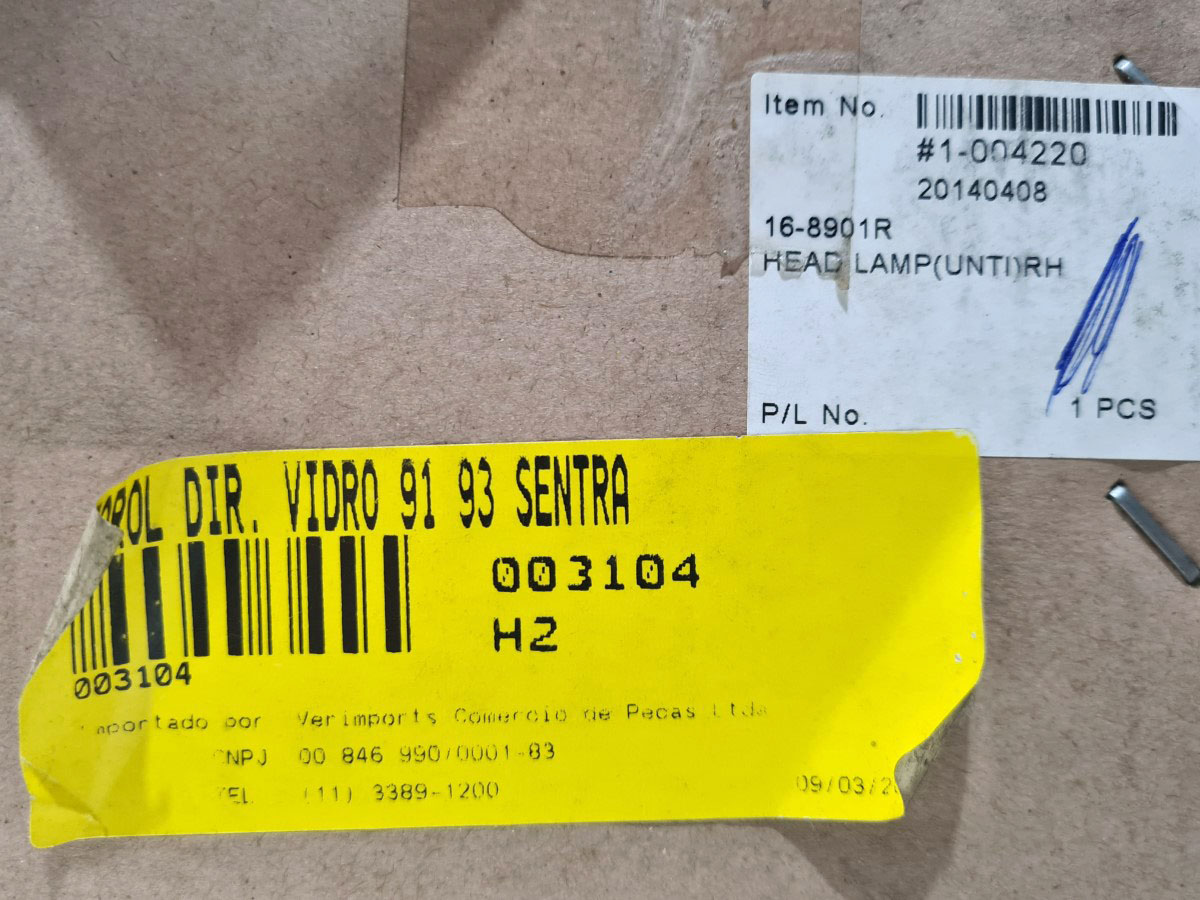 Item No.
#1-004220
20140408
16-8901R
HEAD LAMP(UNTI)RH
P/L No.
1 PCS
DIR. VIDRO 91 93 SENTRA
003104
H2
003104
por Verimports Comercio de Pecas Ltda
00 846 990/0001-83
(11) 3389-1200